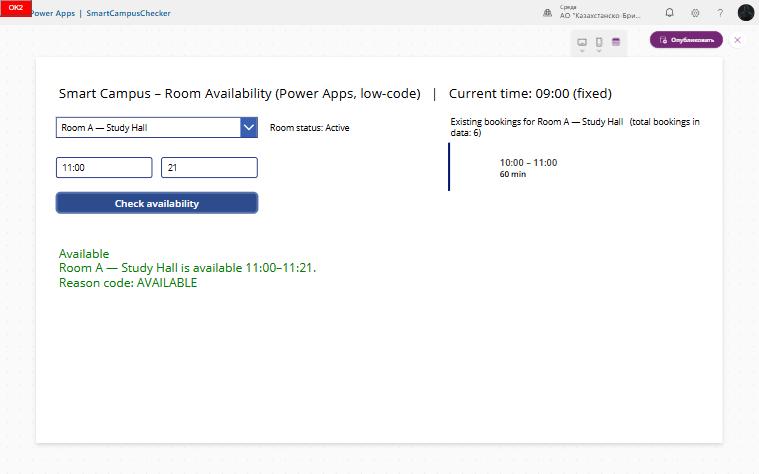 OK2
Power Apps | SmartCampusChecker
Среда
АО "Казахстанско-Бри...
?
Опубликовать
Smart Campus – Room Availability (Power Apps, low-code) | Current time: 09:00 (fixed)
Room A — Study Hall
Room status: Active
Existing bookings for Room A — Study Hall (total bookings in
data: 6)
11:00
21
10:00 – 11:00
60 min
Check availability
Available
Room A — Study Hall is available 11:00–11:21.
Reason code: AVAILABLE